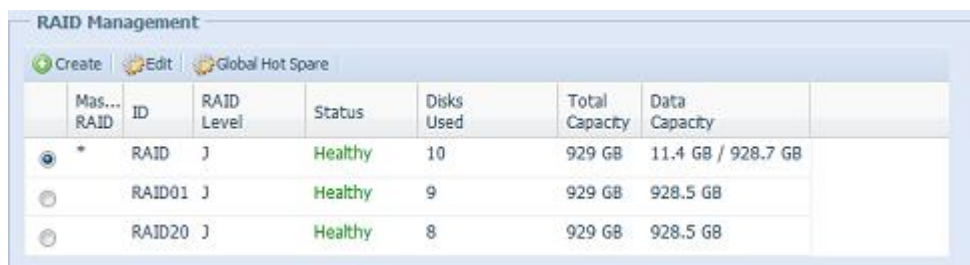 RAID Management
Create Edit Global Hot Spare
Mas... RAID ID RAID Level Status Disks Used Total Capacity Data Capacity
* RAID J Healthy 10 929 GB 11.4 GB / 928.7 GB
RAID01 J Healthy 9 929 GB 928.5 GB
RAID20 J Healthy 8 929 GB 928.5 GB